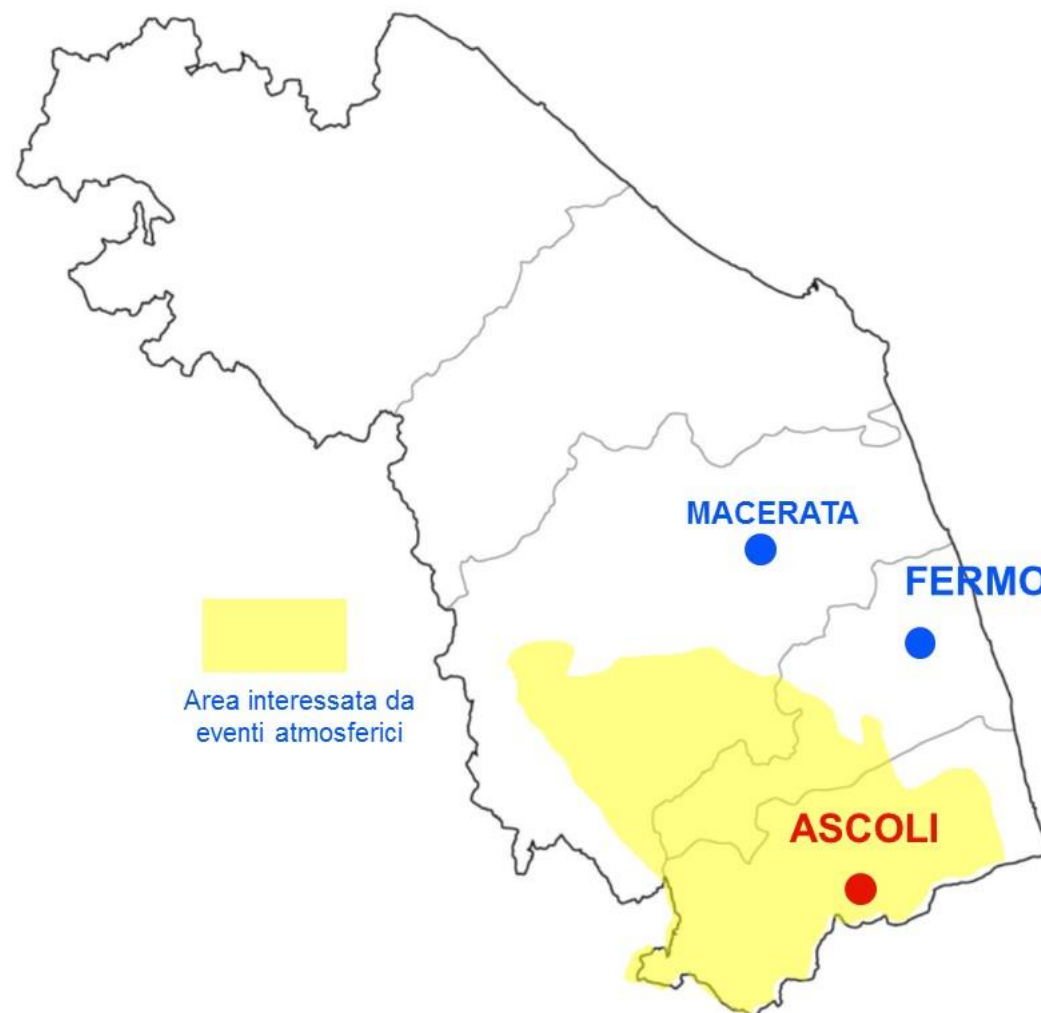 MACERATA
FERMO
Area interessata da
eventi atmosferici
ASCOLI